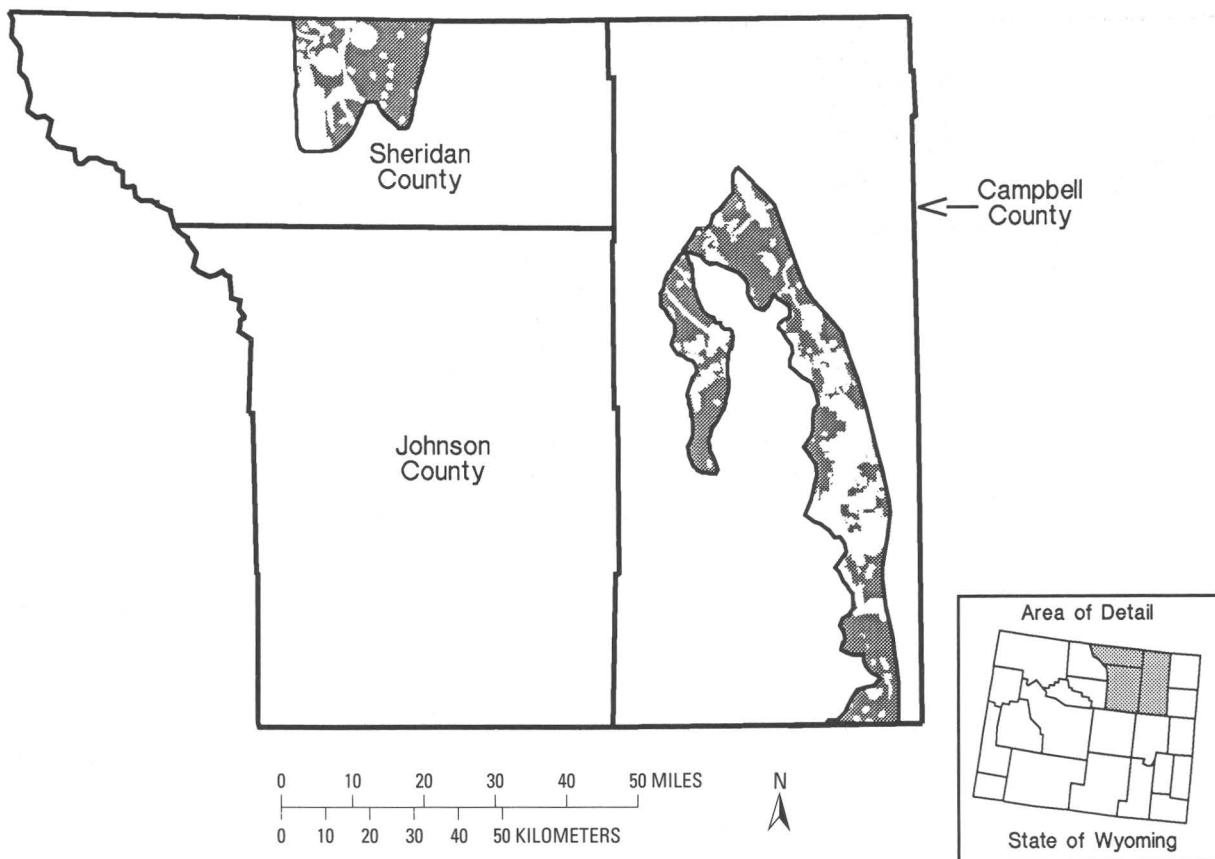 Sheridan
County
Campbell
County
Johnson
County
Area of Detail
State of Wyoming
0 10 20 30 40 50 MILES
0 10 20 30 40 50 KILOMETERS
N